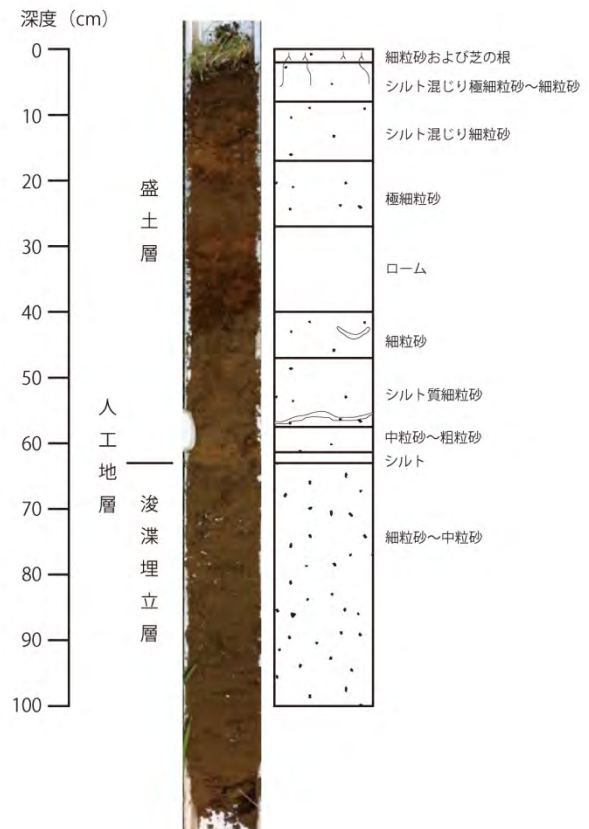 深度（cm）
0
10
20
30
40
50
60
70
80
90
100
人工地層
盛土層
浚渫埋立層
細粒砂および芝の根
シルト混じり極細粒砂～細粒砂
シルト混じり細粒砂
極細粒砂
ローム
細粒砂
シルト質細粒砂
中粒砂～粗粒砂
シルト
細粒砂～中粒砂